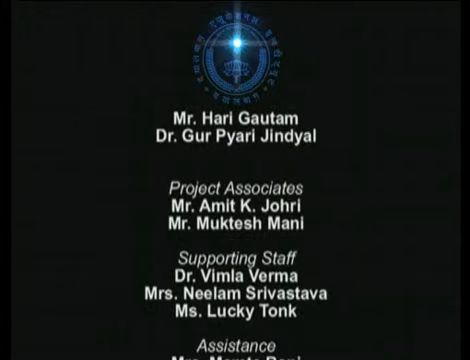 Mr. Hari Gautam
Dr. Gur Pyari Jindyal
Project Associates
Mr. Amit K. Johri
Mr. Muktesh Mani
Supporting Staff
Dr. Vimla Verma
Mrs. Neelam Srivastava
Ms. Lucky Tonk
Assistance